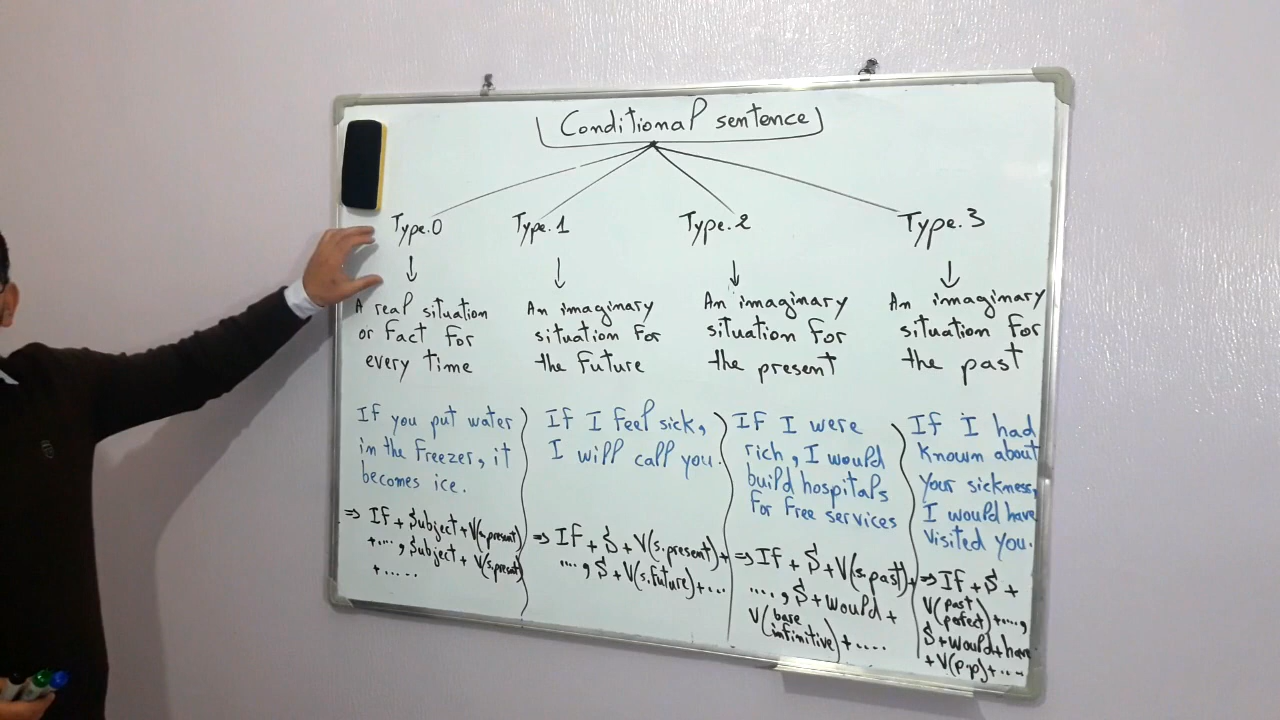 Conditional sentence
Type.0
A real situation
or Fact For
every time
If you put water
in the Freezer, it
becomes ice.
⇒ IF + Subject + V(s.present)
+...., Subject + V(s.present)
+.....
Type.1
An imaginary
situation For
the Future
If I Feel sick,
I will call you.
⇒ IF + S + V(s.present) +
...., S + V(s.Future) + ...
Type.2
An imaginary
situation For
the present
If I were
rich, I would
build hospitals
For Free services
⇒ IF + S + V(s.past) +
...., S + would +
V(base
infinitive) + ....
Type.3
An imaginary
situation For
the past
If I had
Known about
your sickness,
I would have
visited you.
⇒ IF + S +
V(past
perfect) + ....,
S + would + have
+ V(p.p) + ....